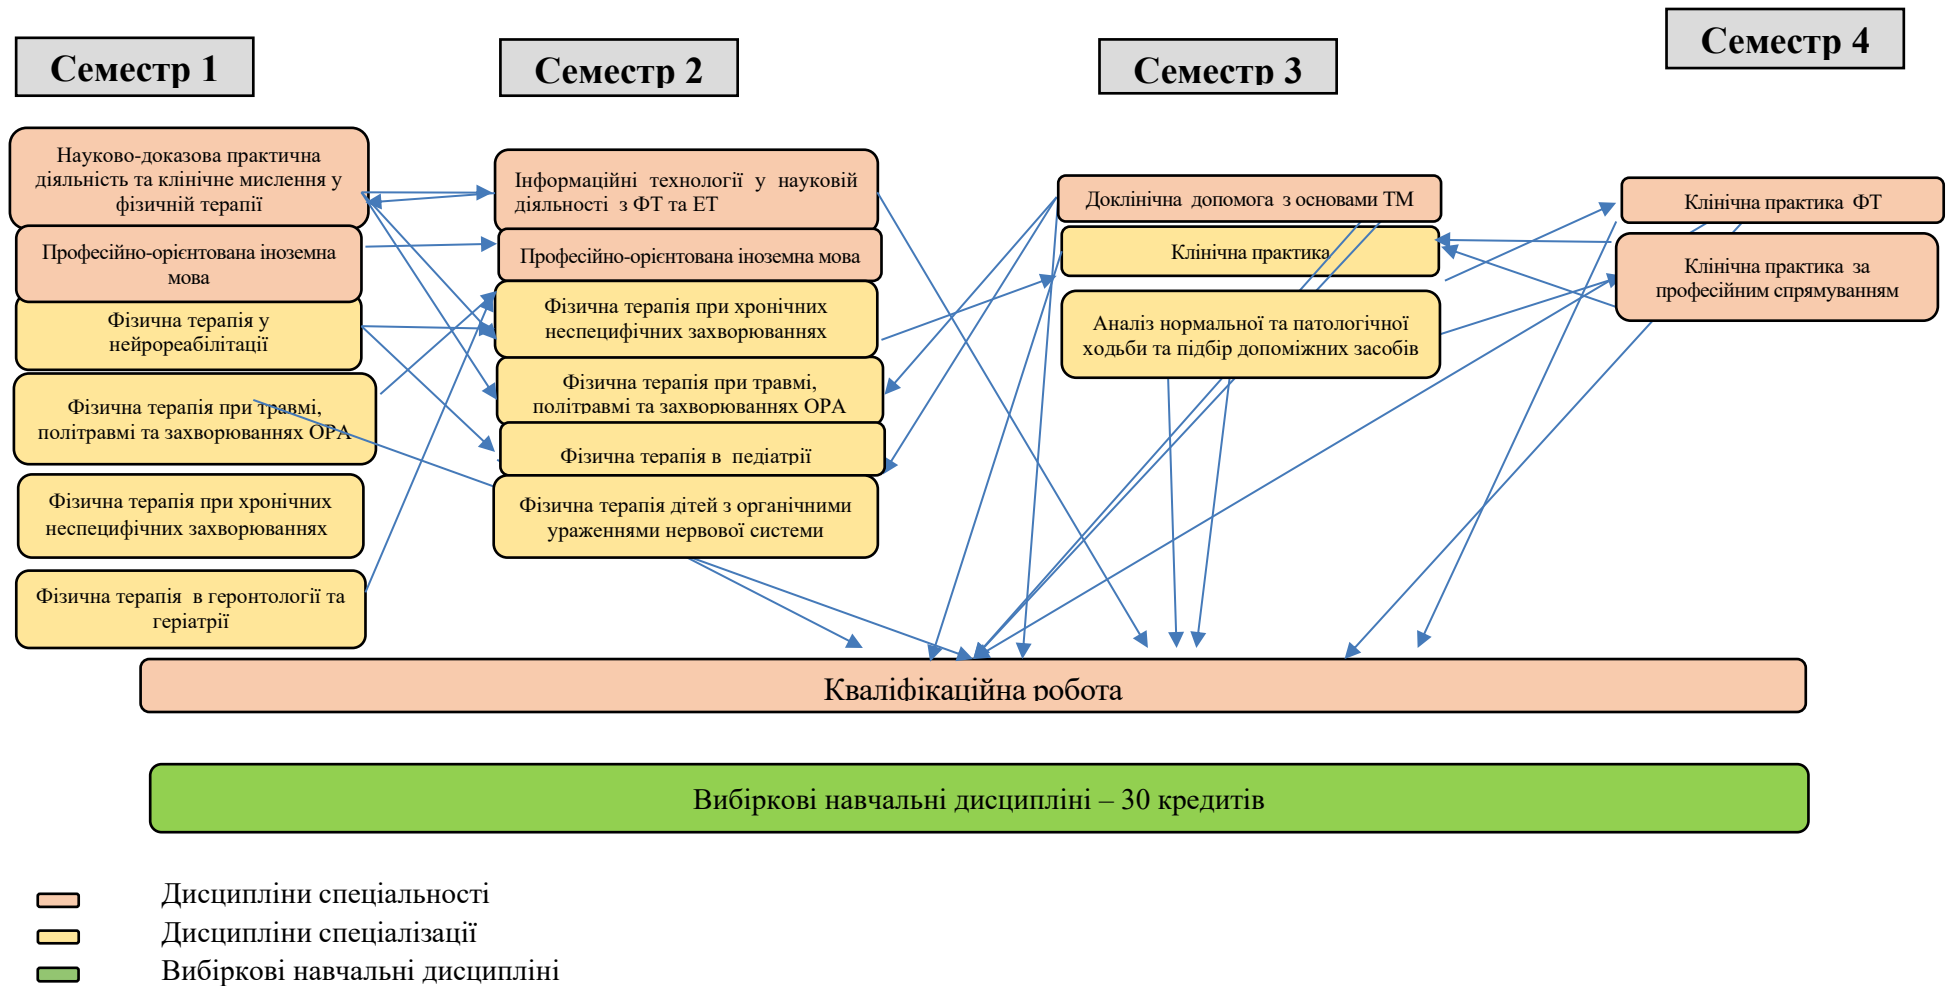 Семестр 1
Семестр 2
Семестр 3
Семестр 4
Науково-доказова практична
діяльність та клінічне мислення у
фізичній терапії
Професійно-орієнтована іноземна
мова
Фізична терапія у
нейрореабілітації
Фізична терапія при травмі,
політравмі та захворюваннях ОРА
Фізична терапія при хронічних
неспецифічних захворюваннях
Фізична терапія в геронтології та
геріатрії
Інформаційні технології у науковій
діяльності з ФТ та ЕТ
Професійно-орієнтована іноземна мова
Фізична терапія при хронічних
неспецифічних захворюваннях
Фізична терапія при травмі,
політравмі та захворюваннях ОРА
Фізична терапія в педіатрії
Фізична терапія дітей з органічними
ураженнями нервової системи
Доклінічна допомога з основами ТМ
Клінічна практика
Аналіз нормальної та патологічної
ходьби та підбір допоміжних засобів
Клінічна практика ФТ
Клінічна практика за
професійним спрямуванням
Кваліфікаційна робота
Вибіркові навчальні дисципліні – 30 кредитів
Дисципліни спеціальності
Дисципліни спеціалізації
Вибіркові навчальні дисципліні